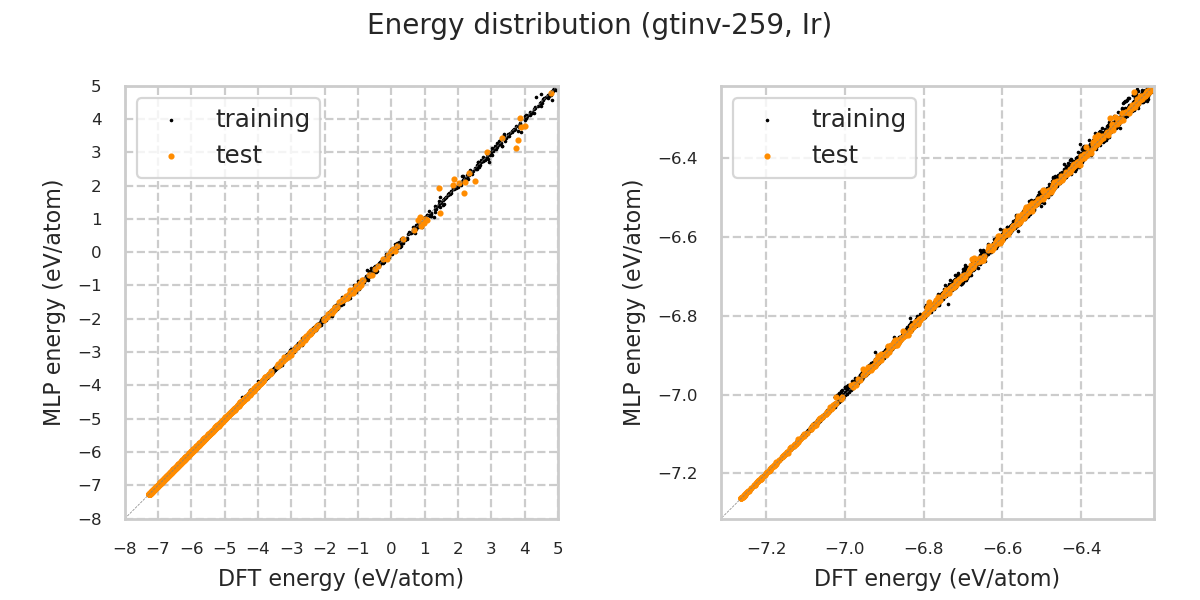 Energy distribution (gtinv-259, Ir)
training
test
5
4
3
2
1
0
−1
−2
−3
−4
−5
−6
−7
−8
MLP energy (eV/atom)
−8 −7 −6 −5 −4 −3 −2 −1 0 1 2 3 4 5
DFT energy (eV/atom)
training
test
−6.4
−6.6
−6.8
−7.0
−7.2
MLP energy (eV/atom)
−7.2 −7.0 −6.8 −6.6 −6.4
DFT energy (eV/atom)